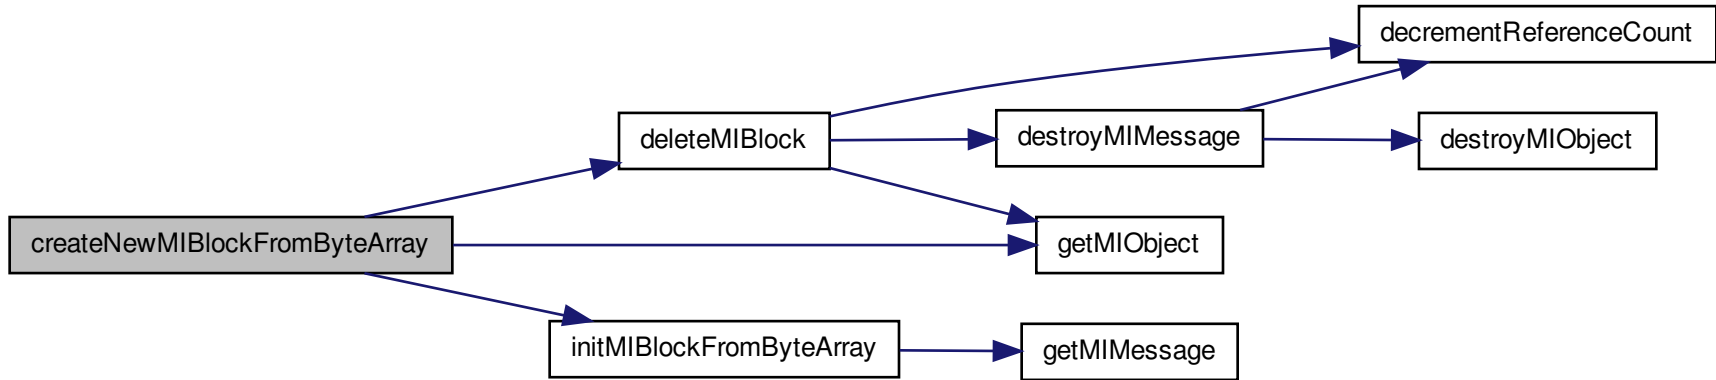 decrementReferenceCount
deleteMIBlock
destroyMIMessage
destroyMIObject
createNewMIBlockFromByteArray
getMIObject
initMIBlockFromByteArray
getMIMessage